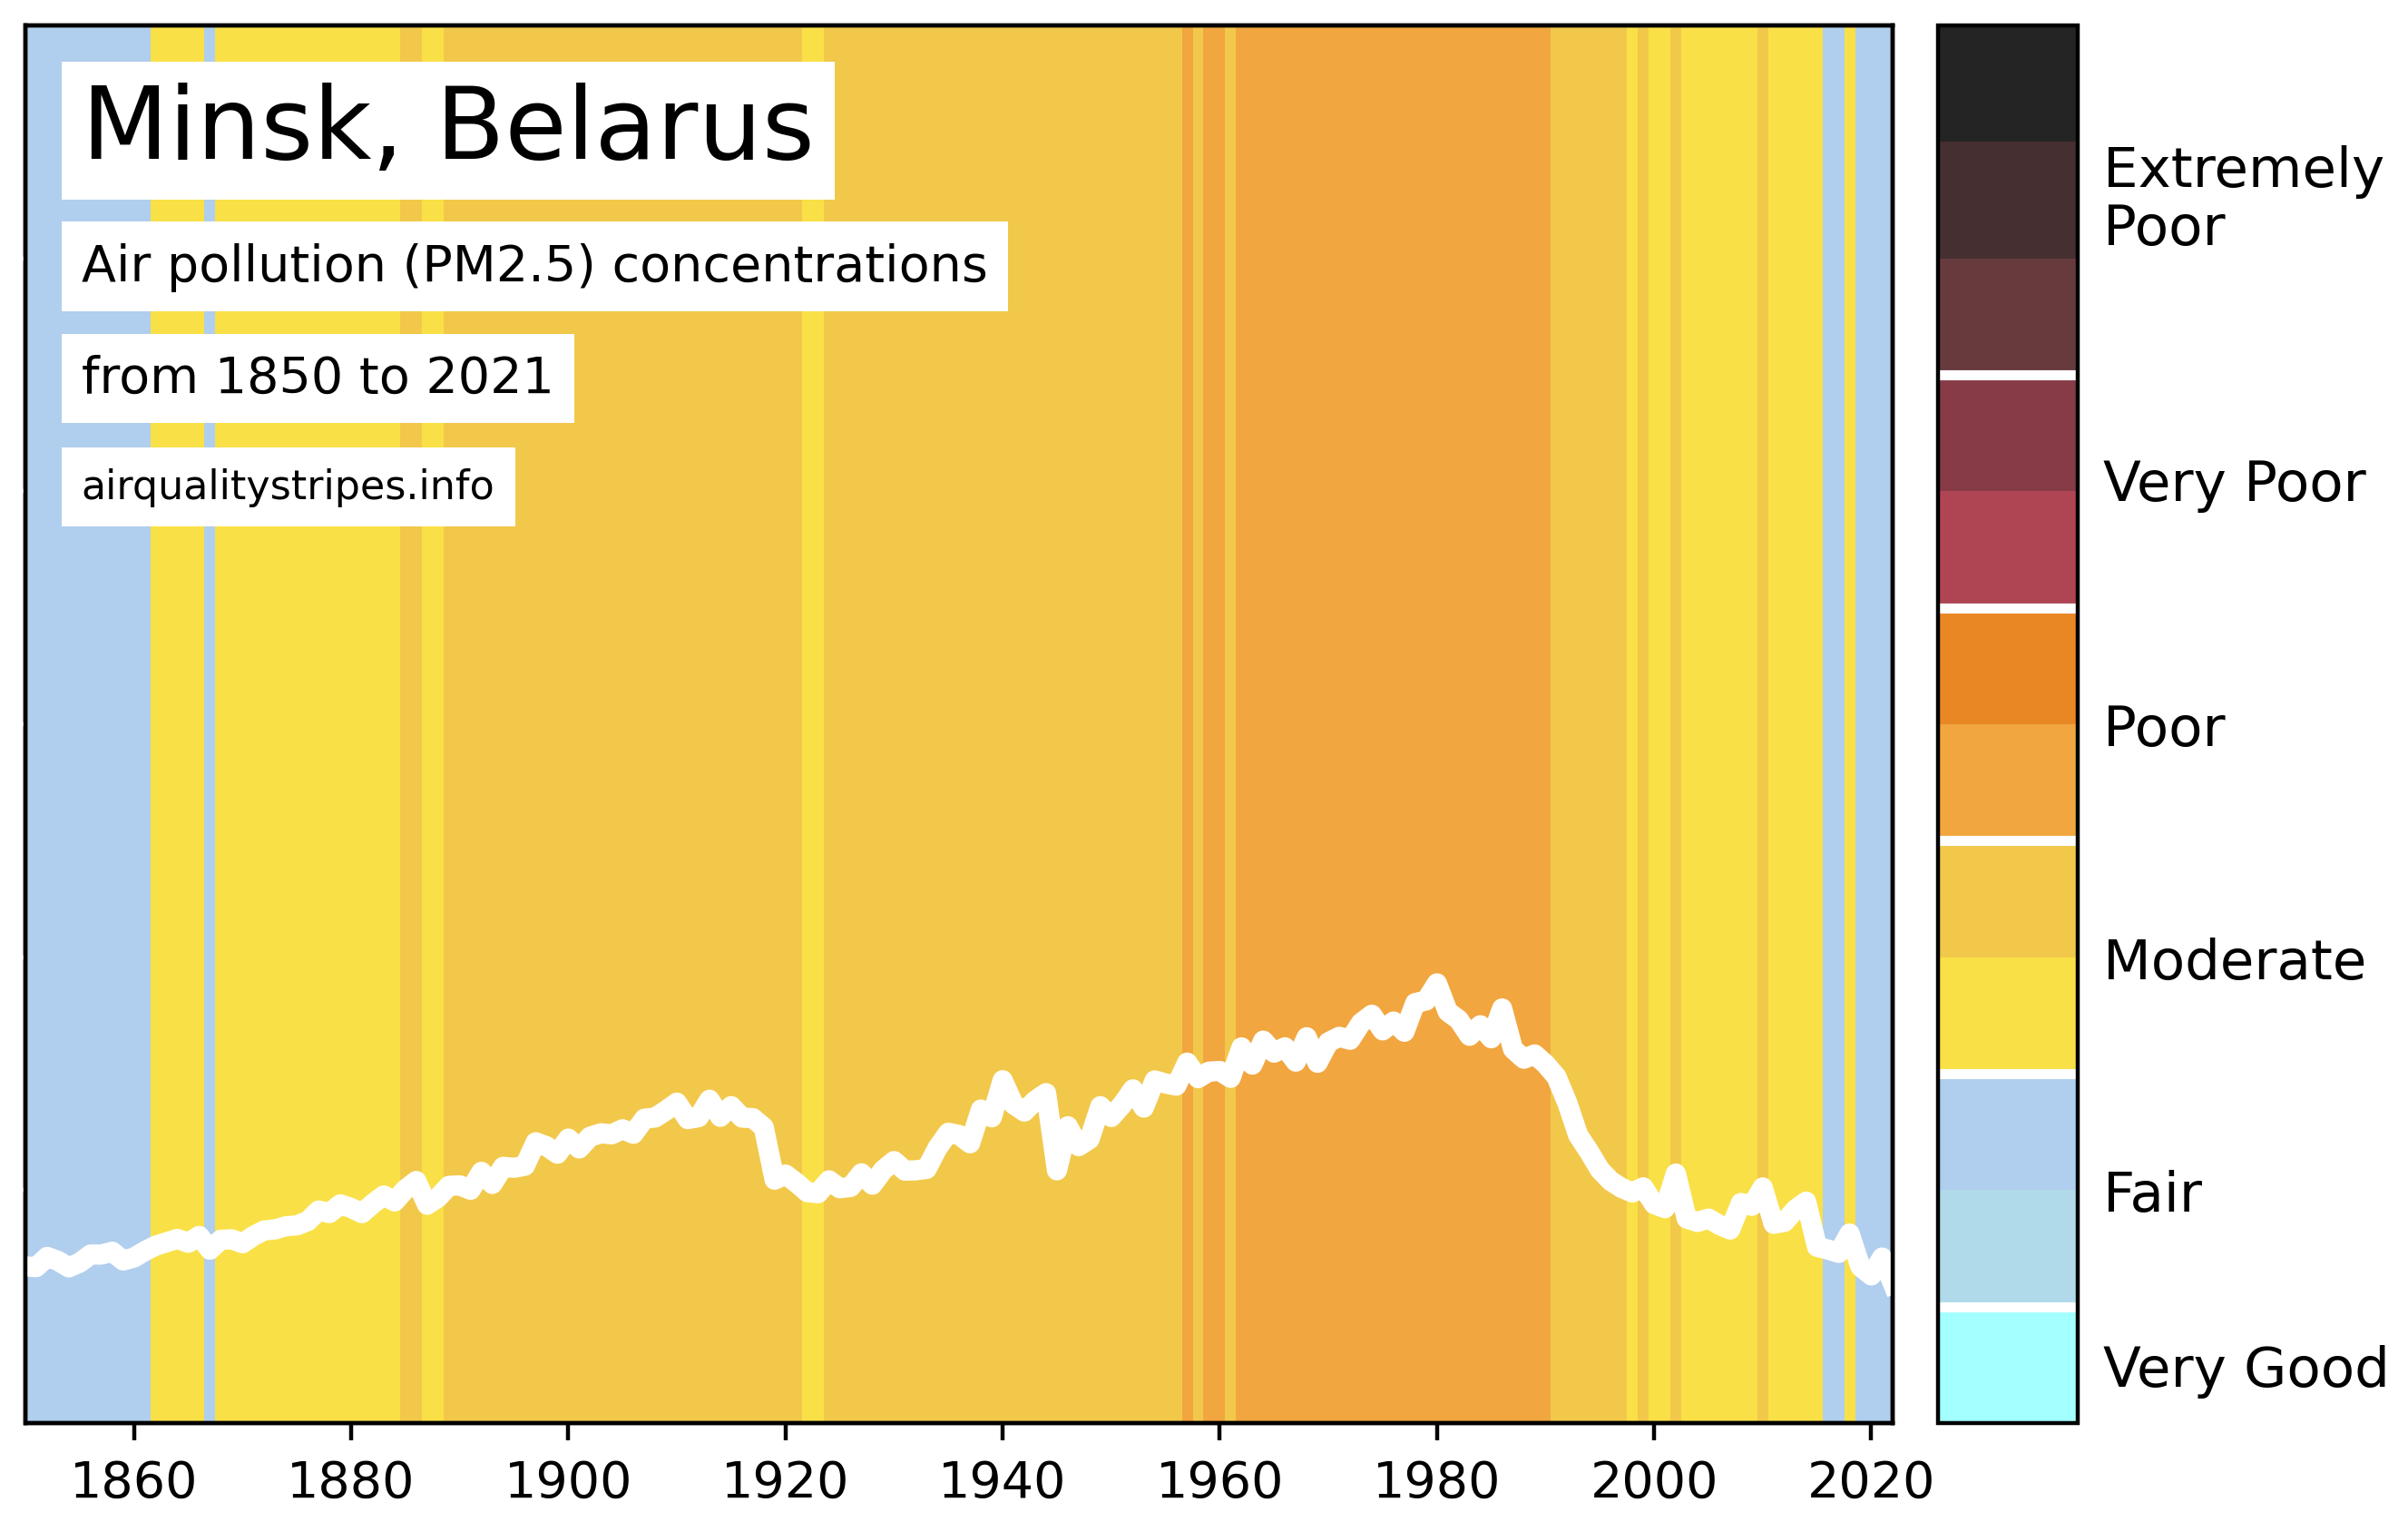 Minsk, Belarus
Air pollution (PM2.5) concentrations
from 1850 to 2021
airqualitystripes.info
Extremely
Poor
Very Poor
Poor
Moderate
Fair
Very Good
1860 1880 1900 1920 1940 1960 1980 2000 2020